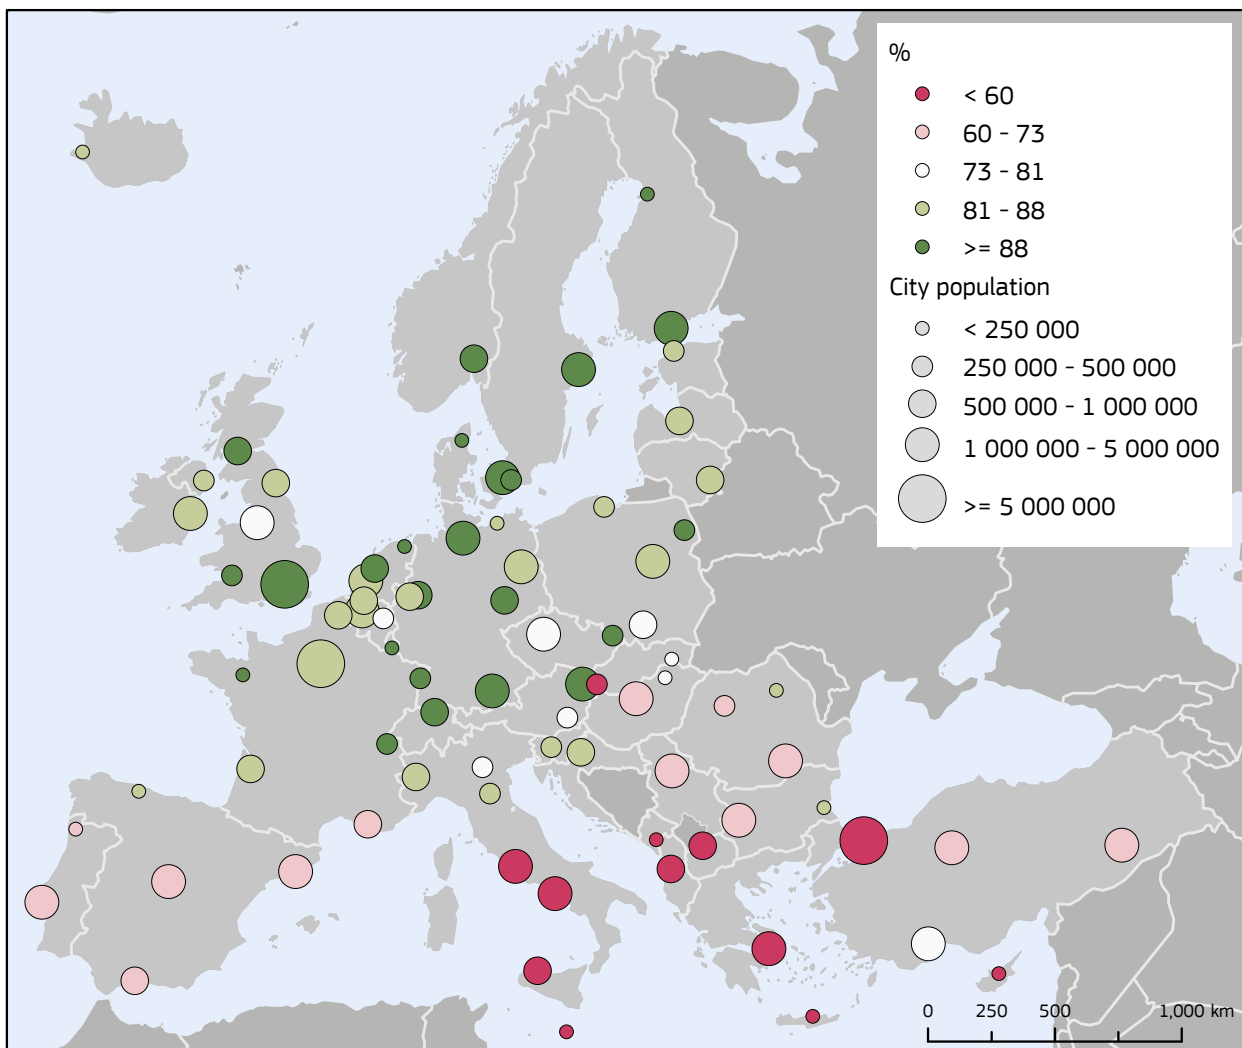 %
< 60
60 - 73
73 - 81
81 - 88
>= 88
City population
< 250 000
250 000 - 500 000
500 000 - 1 000 000
1 000 000 - 5 000 000
>= 5 000 000
0 250 500 1,000 km